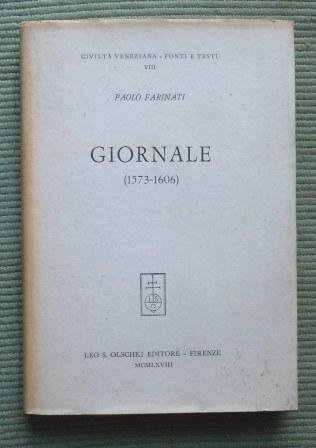 CIVILTÀ VENEZIANA - FONTI E TESTI
VIII
PAOLO FARINATI
GIORNALE
(1573-1606)
LEO S. OLSCHKI EDITORE - FIRENZE
MCMLXVIII